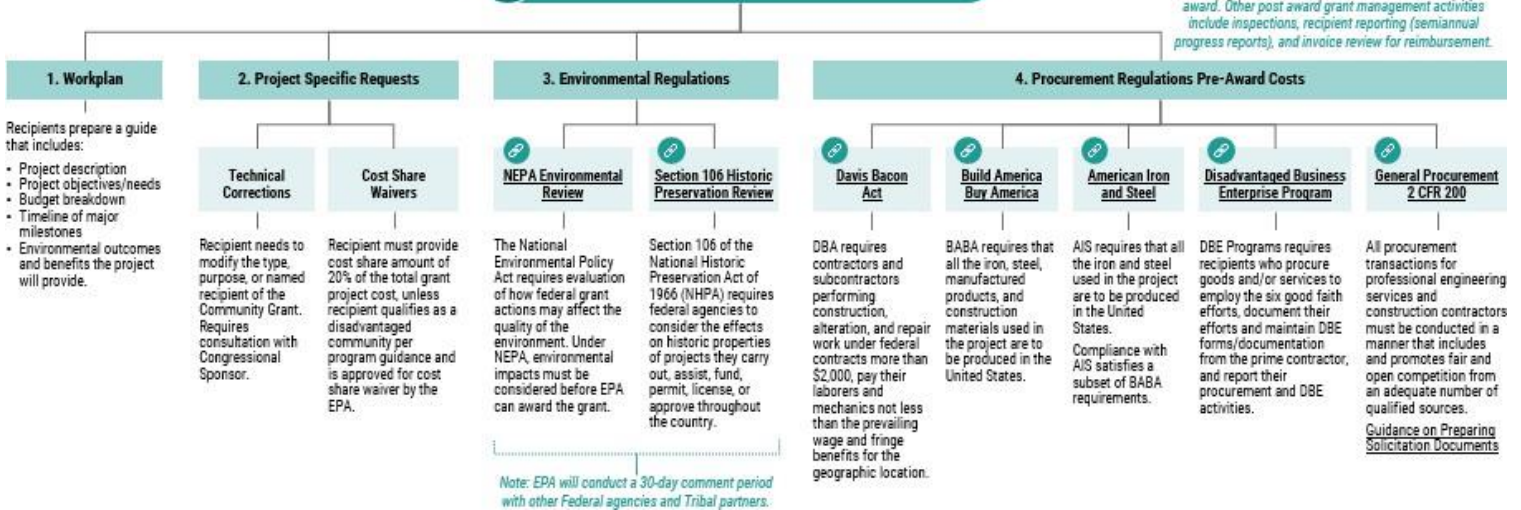 award. Other post award grant management activities
include inspections, recipient reporting (semiannual
progress reports), and invoice review for reimbursement.
1. Workplan
Recipients prepare a guide
that includes:
• Project description
• Project objectives/needs
• Budget breakdown
• Timeline of major
milestones
• Environmental outcomes
and benefits the project
will provide.
2. Project Specific Requests
Technical
Corrections
Recipient needs to
modify the type,
purpose, or named
recipient of the
Community Grant.
Requires
consultation with
Congressional
Sponsor.
Cost Share
Waivers
Recipient must provide
cost share amount of
20% of the total grant
project cost, unless
recipient qualifies as a
disadvantaged
community per
program guidance and
is approved for cost
share waiver by the
EPA.
3. Environmental Regulations
NEPA Environmental
Review
The National
Environmental Policy
Act requires evaluation
of how federal grant
actions may affect the
quality of the
environment. Under
NEPA, environmental
impacts must be
considered before EPA
can award the grant.
Section 106 Historic
Preservation Review
Section 106 of the
National Historic
Preservation Act of
1966 (NHPA) requires
federal agencies to
consider the effects
on historic properties
of projects they carry
out, assist, fund,
permit, license, or
approve throughout
the country.
Note: EPA will conduct a 30-day comment period
with other Federal agencies and Tribal partners.
4. Procurement Regulations Pre-Award Costs
Davis Bacon
Act
DBA requires
contractors and
subcontractors
performing
construction,
alteration, and repair
work under federal
contracts more than
$2,000, pay their
laborers and
mechanics not less
than the prevailing
wage and fringe
benefits for the
geographic location.
Build America
Buy America
BABA requires that
all the iron, steel,
manufactured
products, and
construction
materials used in
the project are to
be produced in the
United States.
American Iron
and Steel
AIS requires that all
the iron and steel
used in the project
are to be produced
in the United
States.
Compliance with
AIS satisfies a
subset of BABA
requirements.
Disadvantaged Business
Enterprise Program
DBE Programs requires
recipients who procure
goods and/or services to
employ the six good faith
efforts, document their
efforts and maintain DBE
forms/documentation
from the prime contractor,
and report their
procurement and DBE
activities.
General Procurement
2 CFR 200
All procurement
transactions for
professional engineering
services and
construction contractors
must be conducted in a
manner that includes
and promotes fair and
open competition from
an adequate number of
qualified sources.
Guidance on Preparing
Solicitation Documents